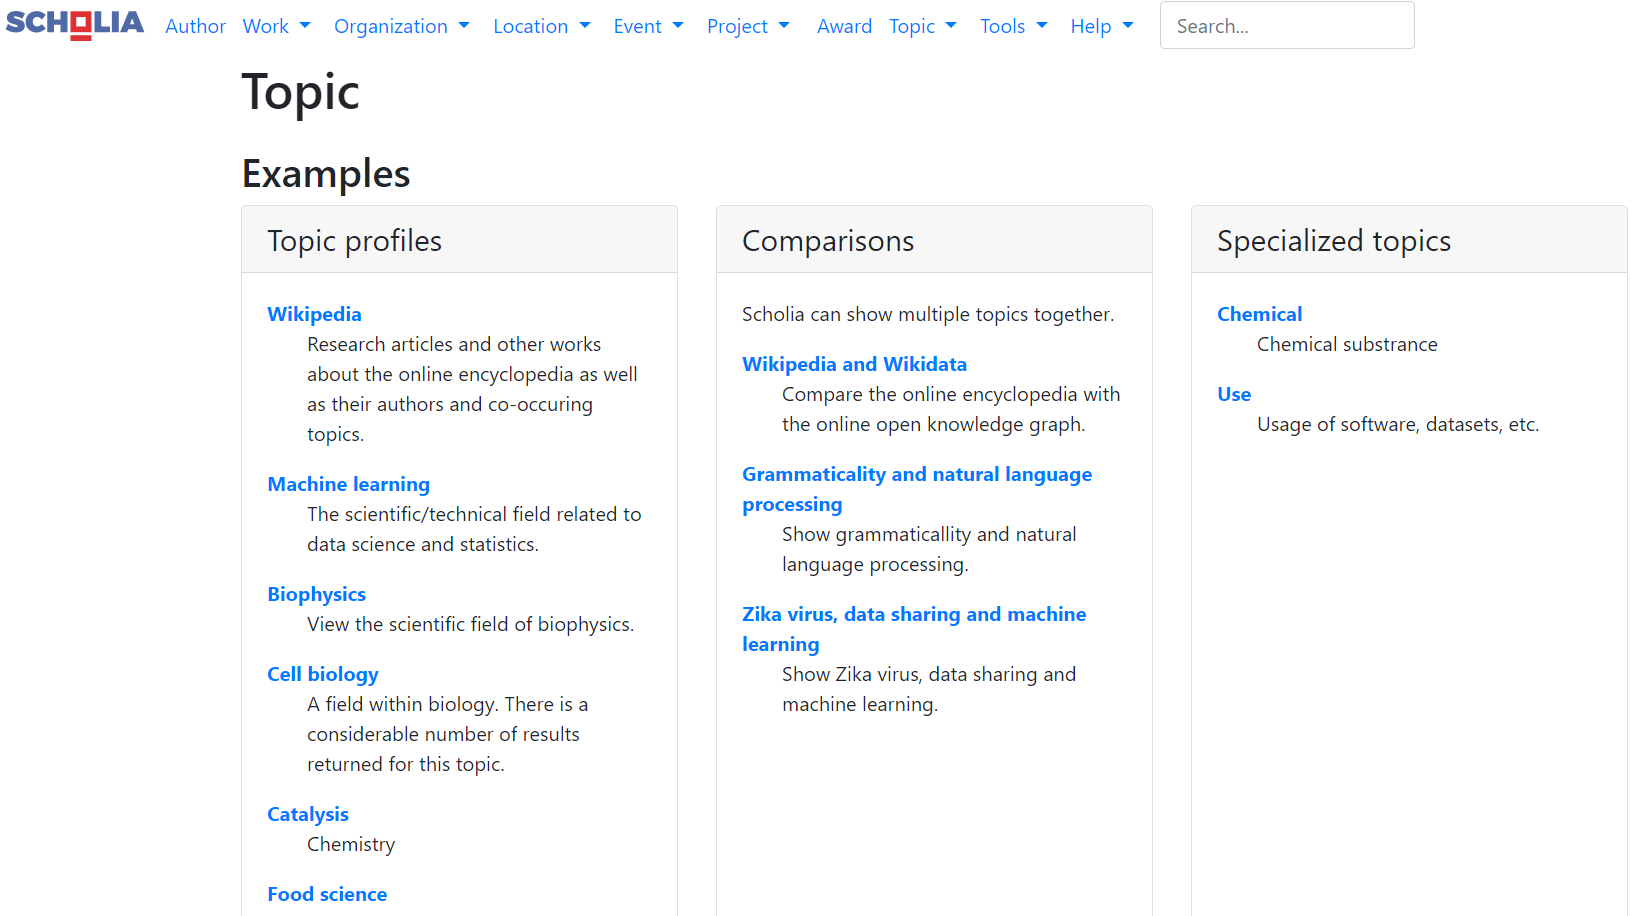 SCHOLIA Author Work Organization Location Event Project Award Topic Tools Help Search...
Topic
Examples
Topic profiles
Wikipedia
Research articles and other works
about the online encyclopedia as well
as their authors and co-occuring
topics.
Machine learning
The scientific/technical field related to
data science and statistics.
Biophysics
View the scientific field of biophysics.
Cell biology
A field within biology. There is a
considerable number of results
returned for this topic.
Catalysis
Chemistry
Food science
Comparisons
Scholia can show multiple topics together.
Wikipedia and Wikidata
Compare the online encyclopedia with
the online open knowledge graph.
Grammaticality and natural language
processing
Show grammaticallity and natural
language processing.
Zika virus, data sharing and machine
learning
Show Zika virus, data sharing and
machine learning.
Specialized topics
Chemical
Chemical substrance
Use
Usage of software, datasets, etc.